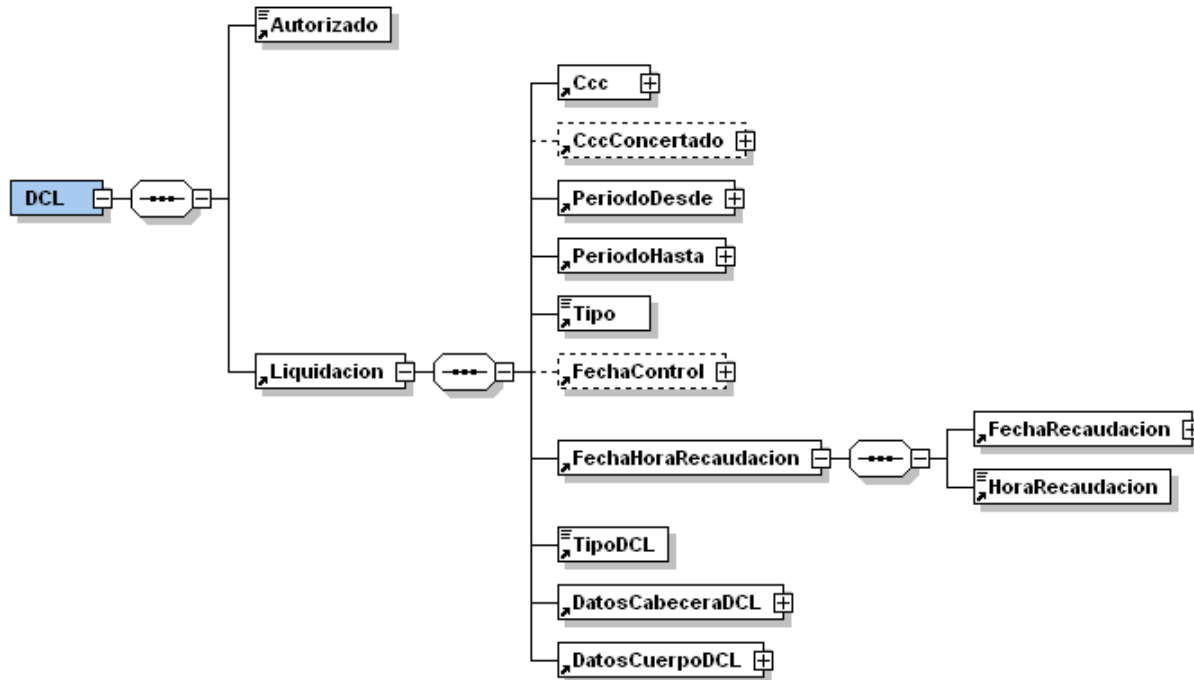 Autorizado
Ccc
CccConcertado
DCL
PeriodoDesde
PeriodoHasta
Tipo
Liquidacion
FechaControl
FechaHoraRecaudacion
FechaRecaudacion
HoraRecaudacion
TipoDCL
DatosCabeceraDCL
DatosCuerpoDCL